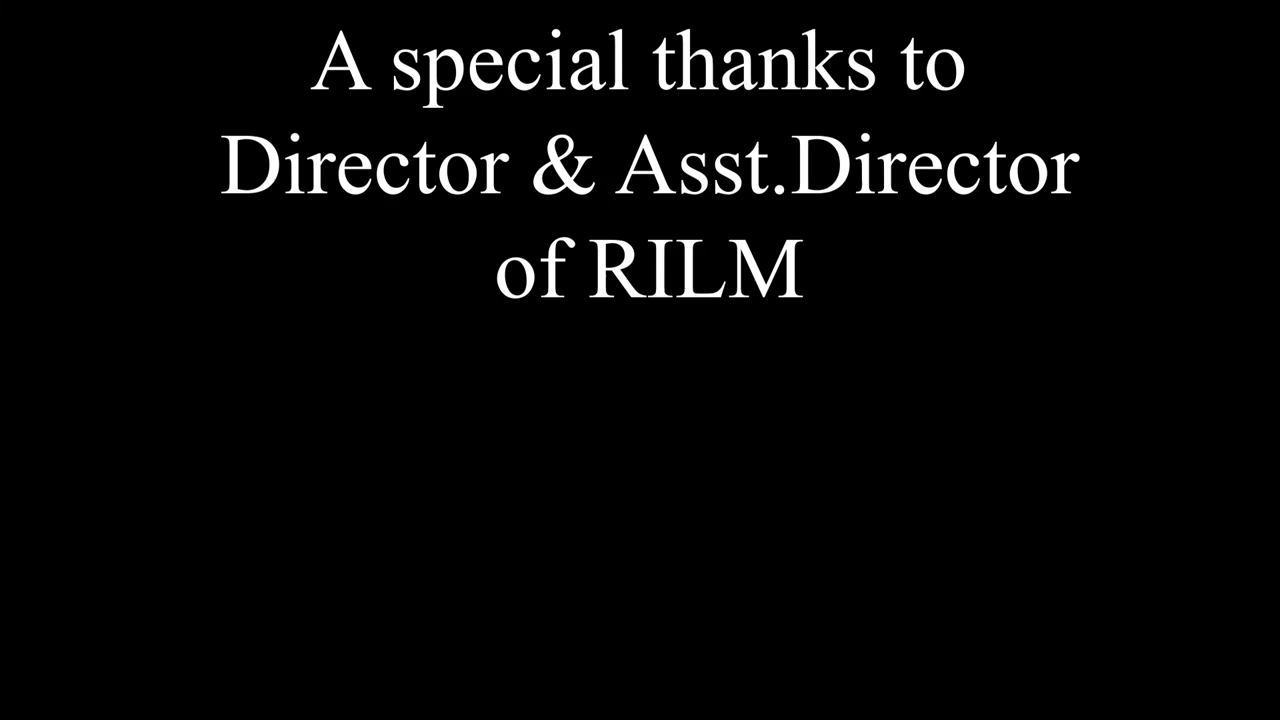 A special thanks to
Director & Asst.Director
of RILM